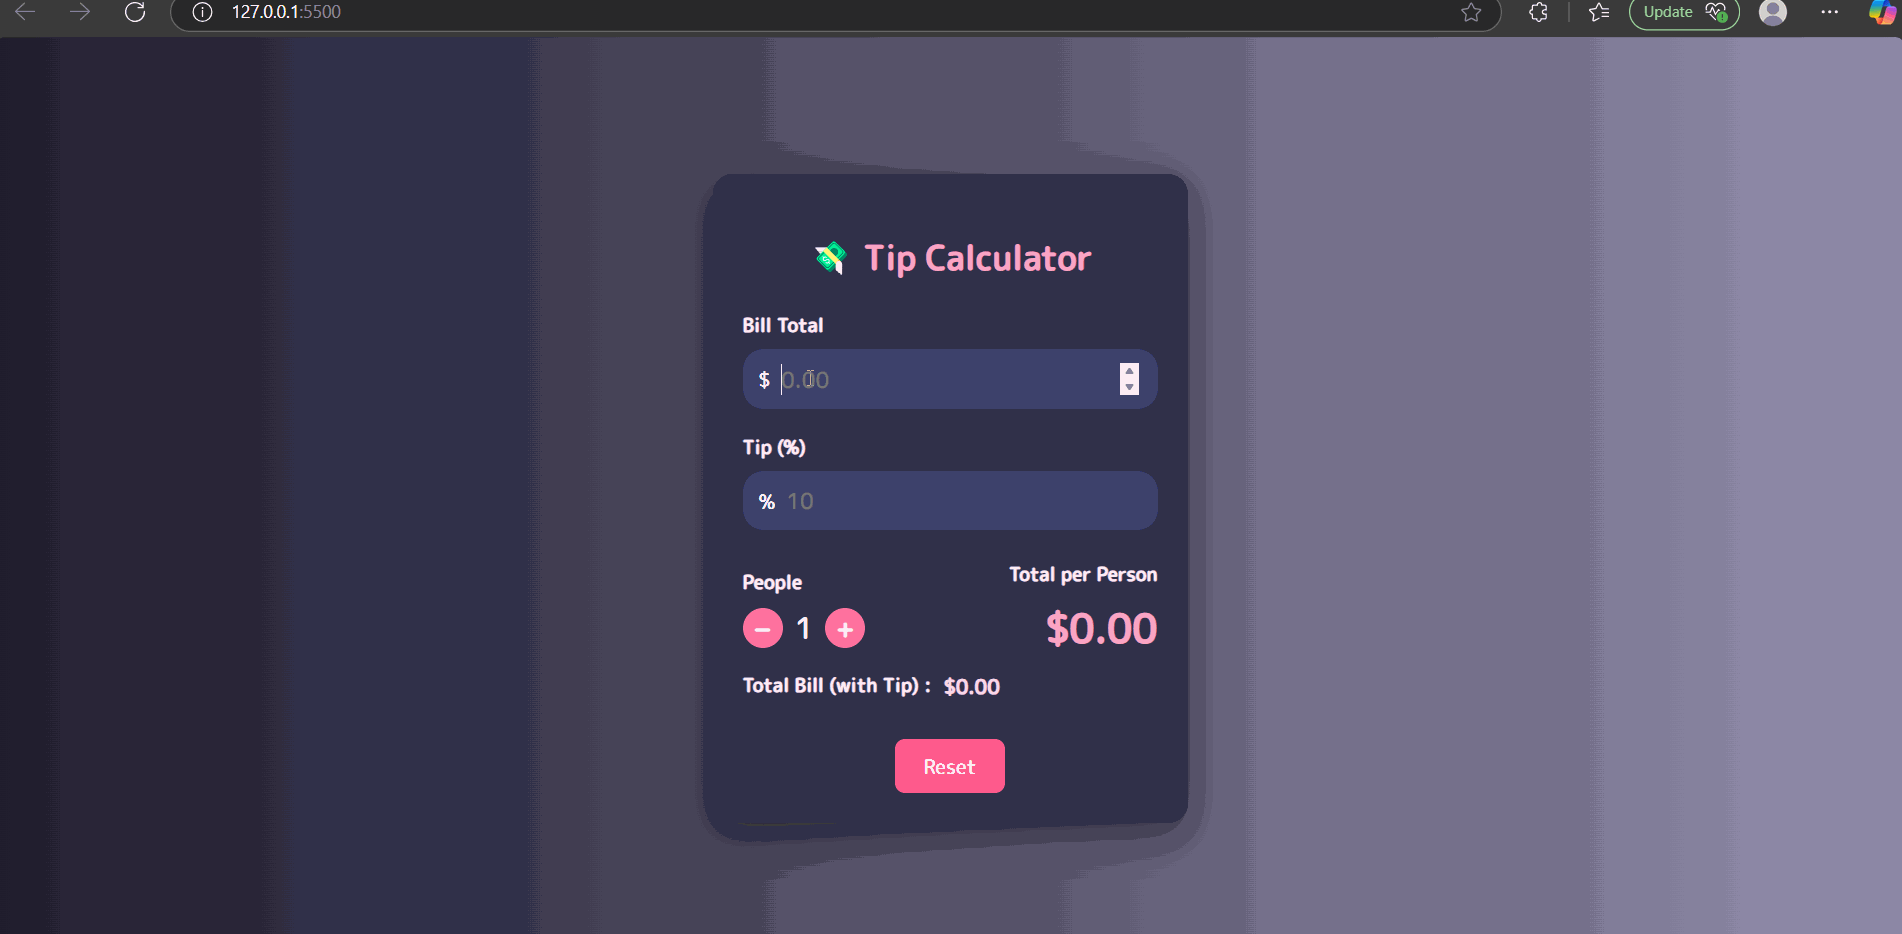 127.0.0.1:5500
Update
Tip Calculator
Bill Total
$ 0.00
Tip (%)
% 10
People
Total per Person
− 1 +
$0.00
Total Bill (with Tip) : $0.00
Reset